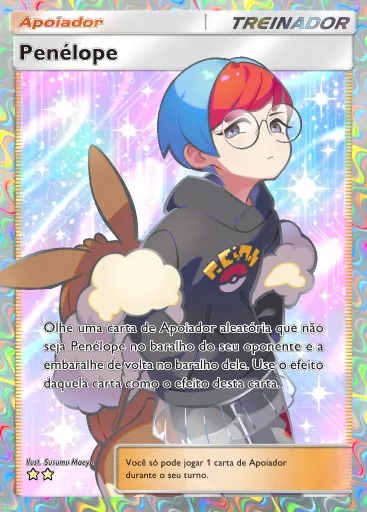 Apoiador
TREINADOR
Penélope
Olhe uma carta de Apoiador aleatória que não
seja Penélope no baralho do seu oponente e a
embaralhe de volta no baralho dele. Use o efeito
daquela carta como o efeito desta carta.
Ilust. Susumu Maeya
Você só pode jogar 1 carta de Apoiador
durante o seu turno.